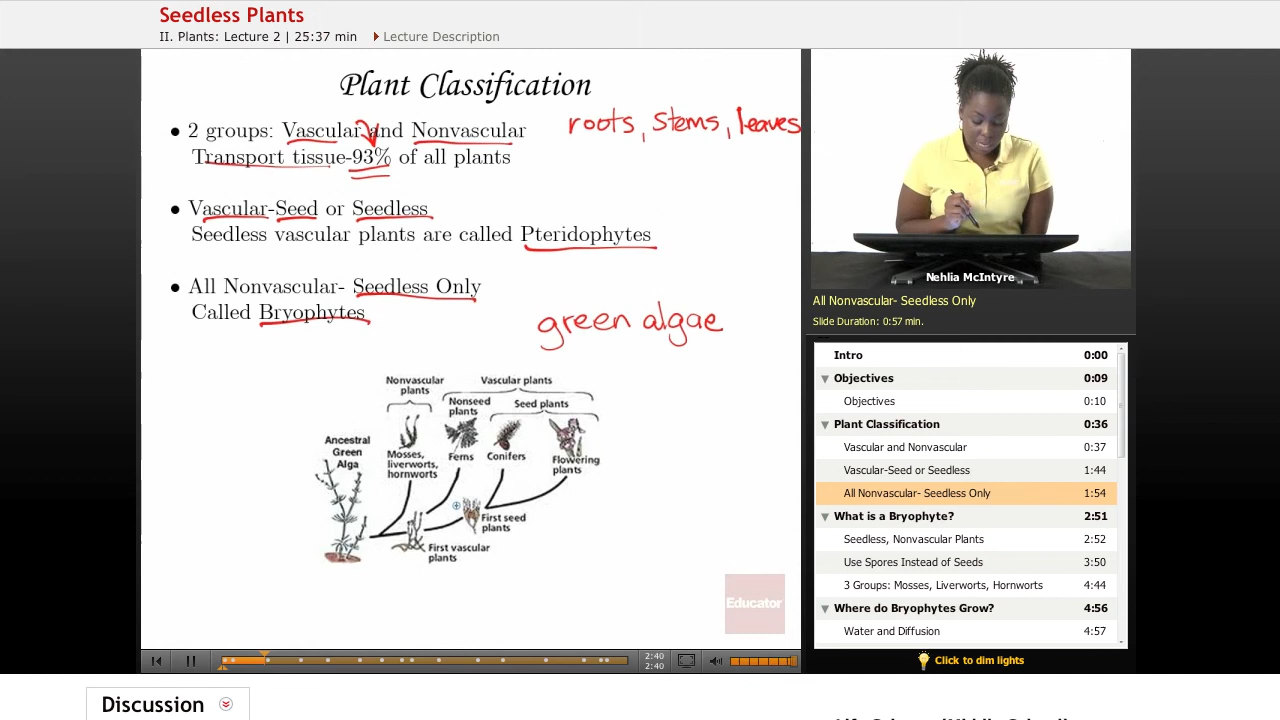 Seedless Plants
II. Plants: Lecture 2 | 25:37 min
Lecture Description
Plant Classification
• 2 groups: Vascular and Nonvascular
Transport tissue-93% of all plants
roots, stems, leaves
• Vascular-Seed or Seedless
Seedless vascular plants are called Pteridophytes
• All Nonvascular- Seedless Only
Called Bryophytes
green algae
Nonvascular
plants
Vascular plants
Nonseed
plants
Seed plants
Ancestral
Green
Alga
Mosses,
liverworts,
hornworts
Ferns
Conifers
Flowering
plants
First seed
plants
First vascular
plants
Educator
2:40
2:40
Nehlia McIntyre
All Nonvascular- Seedless Only
Slide Duration: 0:57 min.
Intro 0:00
Objectives 0:09
Objectives 0:10
Plant Classification 0:36
Vascular and Nonvascular 0:37
Vascular-Seed or Seedless 1:44
All Nonvascular- Seedless Only 1:54
What is a Bryophyte? 2:51
Seedless, Nonvascular Plants 2:52
Use Spores Instead of Seeds 3:50
3 Groups: Mosses, Liverworts, Hornworts 4:44
Where do Bryophytes Grow? 4:56
Water and Diffusion 4:57
Click to dim lights
Discussion